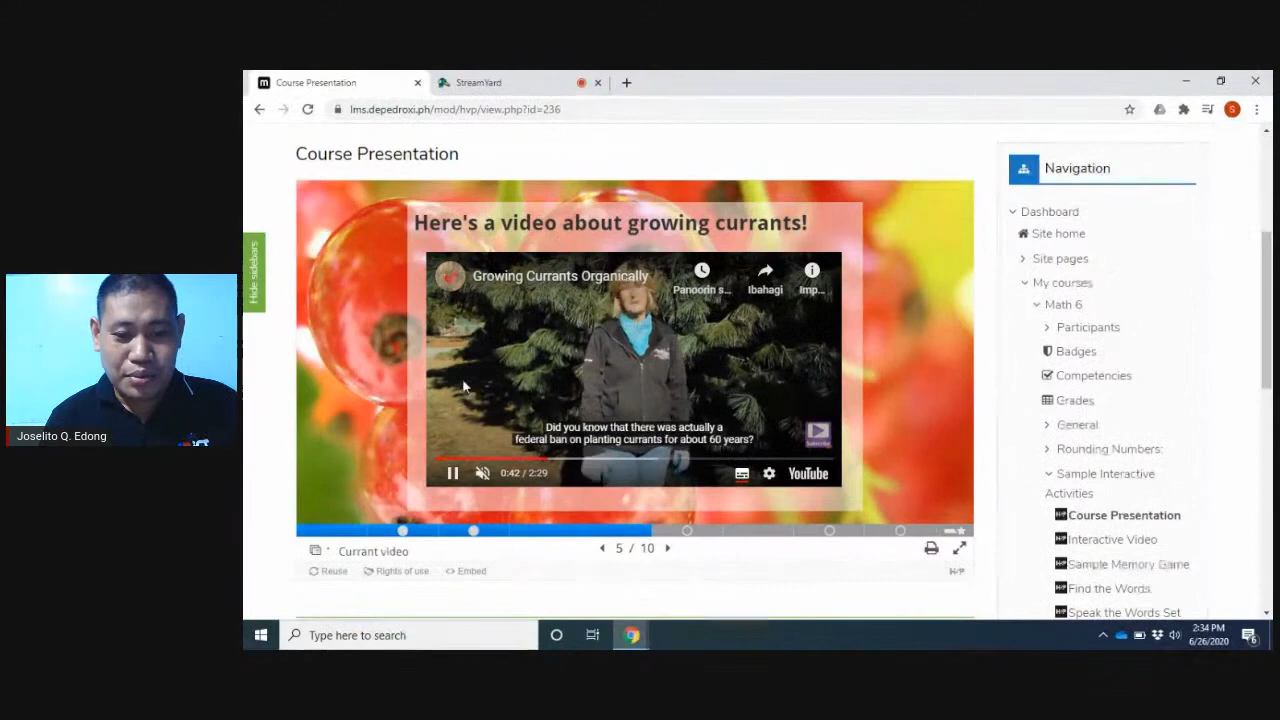 Course Presentation
StreamYard
lms.depedroxi.ph/mod/hvp/view.php?id=236
S
Course Presentation
Navigation
Hide sidebars
Here's a video about growing currants!
Growing Currants Organically
Panoorin s...
Ibahagi
Imp...
Did you know that there was actually a
federal ban on planting currants for about 60 years?
Subscribe
0:42 / 2:29
YouTube
Currant video
5 / 10
Reuse
Rights of use
Embed
H5P
Dashboard
Site home
Site pages
My courses
Math 6
Participants
Badges
Competencies
Grades
General
Rounding Numbers:
Sample Interactive
Activities
Course Presentation
Interactive Video
Sample Memory Game
Find the Words
Speak the Words Set
Joselito Q. Edong
Type here to search
2:34 PM
6/26/2020
6